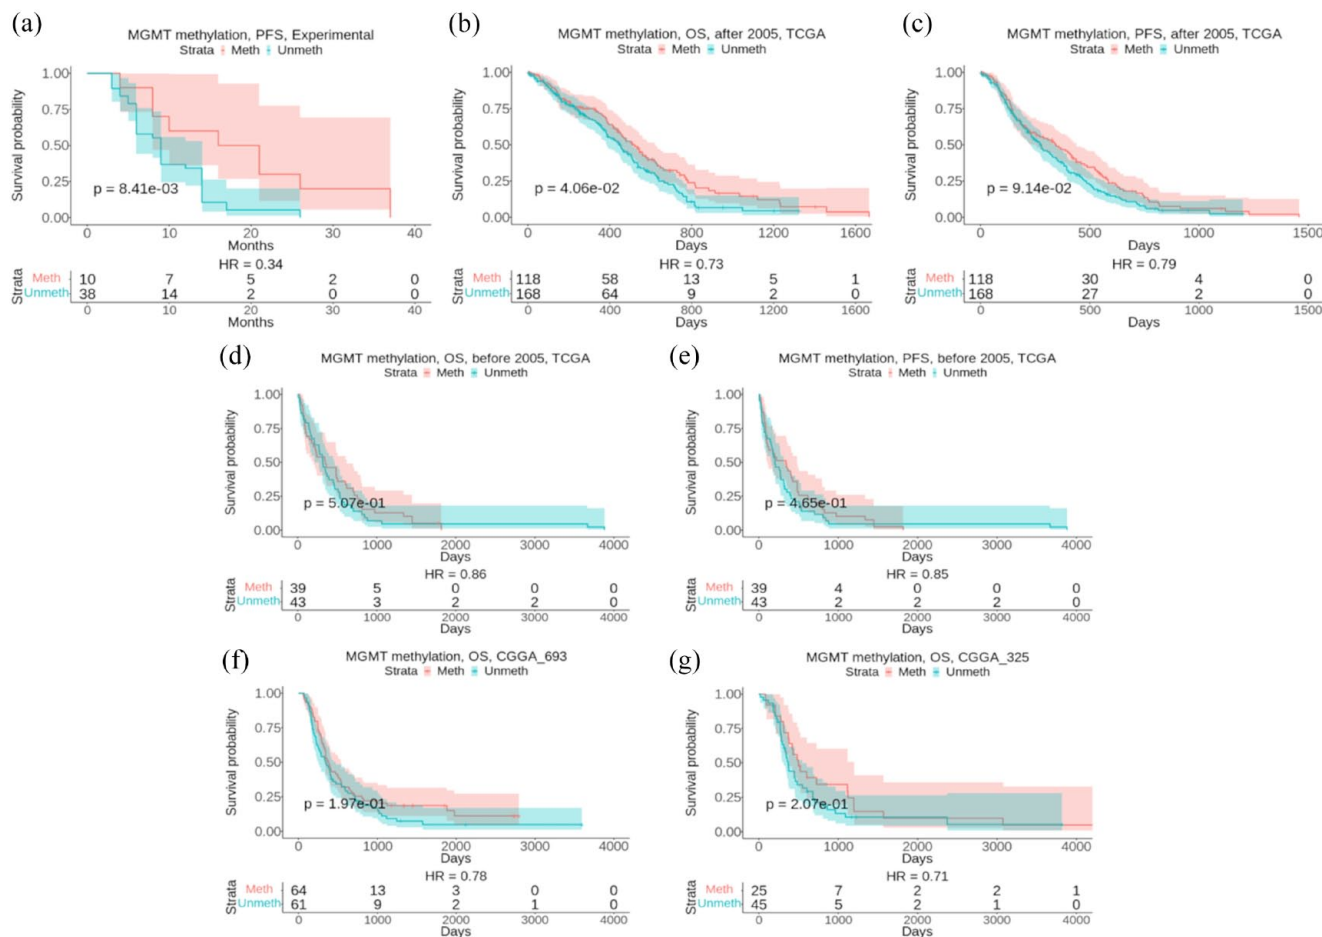 (a)
MGMT methylation, PFS, Experimental
Strata Meth Unmeth
Survival probability
1.00
0.75
0.50
0.25
0.00
p = 8.41e-03
0 10 20 30 40
Months
HR = 0.34
Strata
Meth 10 7 5 2 0
Unmeth 38 14 2 0 0
0 10 20 30 40
Months
(b)
MGMT methylation, OS, after 2005, TCGA
Strata Meth Unmeth
Survival probability
1.00
0.75
0.50
0.25
0.00
p = 4.06e-02
0 400 800 1200 1600
Days
HR = 0.73
Strata
Meth 118 58 13 5 1
Unmeth 168 64 9 2 0
0 400 800 1200 1600
Days
(c)
MGMT methylation, PFS, after 2005, TCGA
Strata Meth Unmeth
Survival probability
1.00
0.75
0.50
0.25
0.00
p = 9.14e-02
0 500 1000 1500
Days
HR = 0.79
Strata
Meth 118 30 4 0
Unmeth 168 27 2 0
0 500 1000 1500
Days
(d)
MGMT methylation, OS, before 2005, TCGA
Strata Meth Unmeth
Survival probability
1.00
0.75
0.50
0.25
0.00
p = 5.07e-01
0 1000 2000 3000 4000
Days
HR = 0.86
Strata
Meth 39 5 0 0 0
Unmeth 43 3 2 2 0
0 1000 2000 3000 4000
Days
(e)
MGMT methylation, PFS, before 2005, TCGA
Strata Meth Unmeth
Survival probability
1.00
0.75
0.50
0.25
0.00
p = 4.65e-01
0 1000 2000 3000 4000
Days
HR = 0.85
Strata
Meth 39 4 0 0 0
Unmeth 43 2 2 2 0
0 1000 2000 3000 4000
Days
(f)
MGMT methylation, OS, CGGA_693
Strata Meth Unmeth
Survival probability
1.00
0.75
0.50
0.25
0.00
p = 1.97e-01
0 1000 2000 3000 4000
Days
HR = 0.78
Strata
Meth 64 13 3 0 0
Unmeth 61 9 2 1 0
0 1000 2000 3000 4000
Days
(g)
MGMT methylation, OS, CGGA_325
Strata Meth Unmeth
Survival probability
1.00
0.75
0.50
0.25
0.00
p = 2.07e-01
0 1000 2000 3000 4000
Days
HR = 0.71
Strata
Meth 25 7 2 2 1
Unmeth 45 5 2 1 0
0 1000 2000 3000 4000
Days